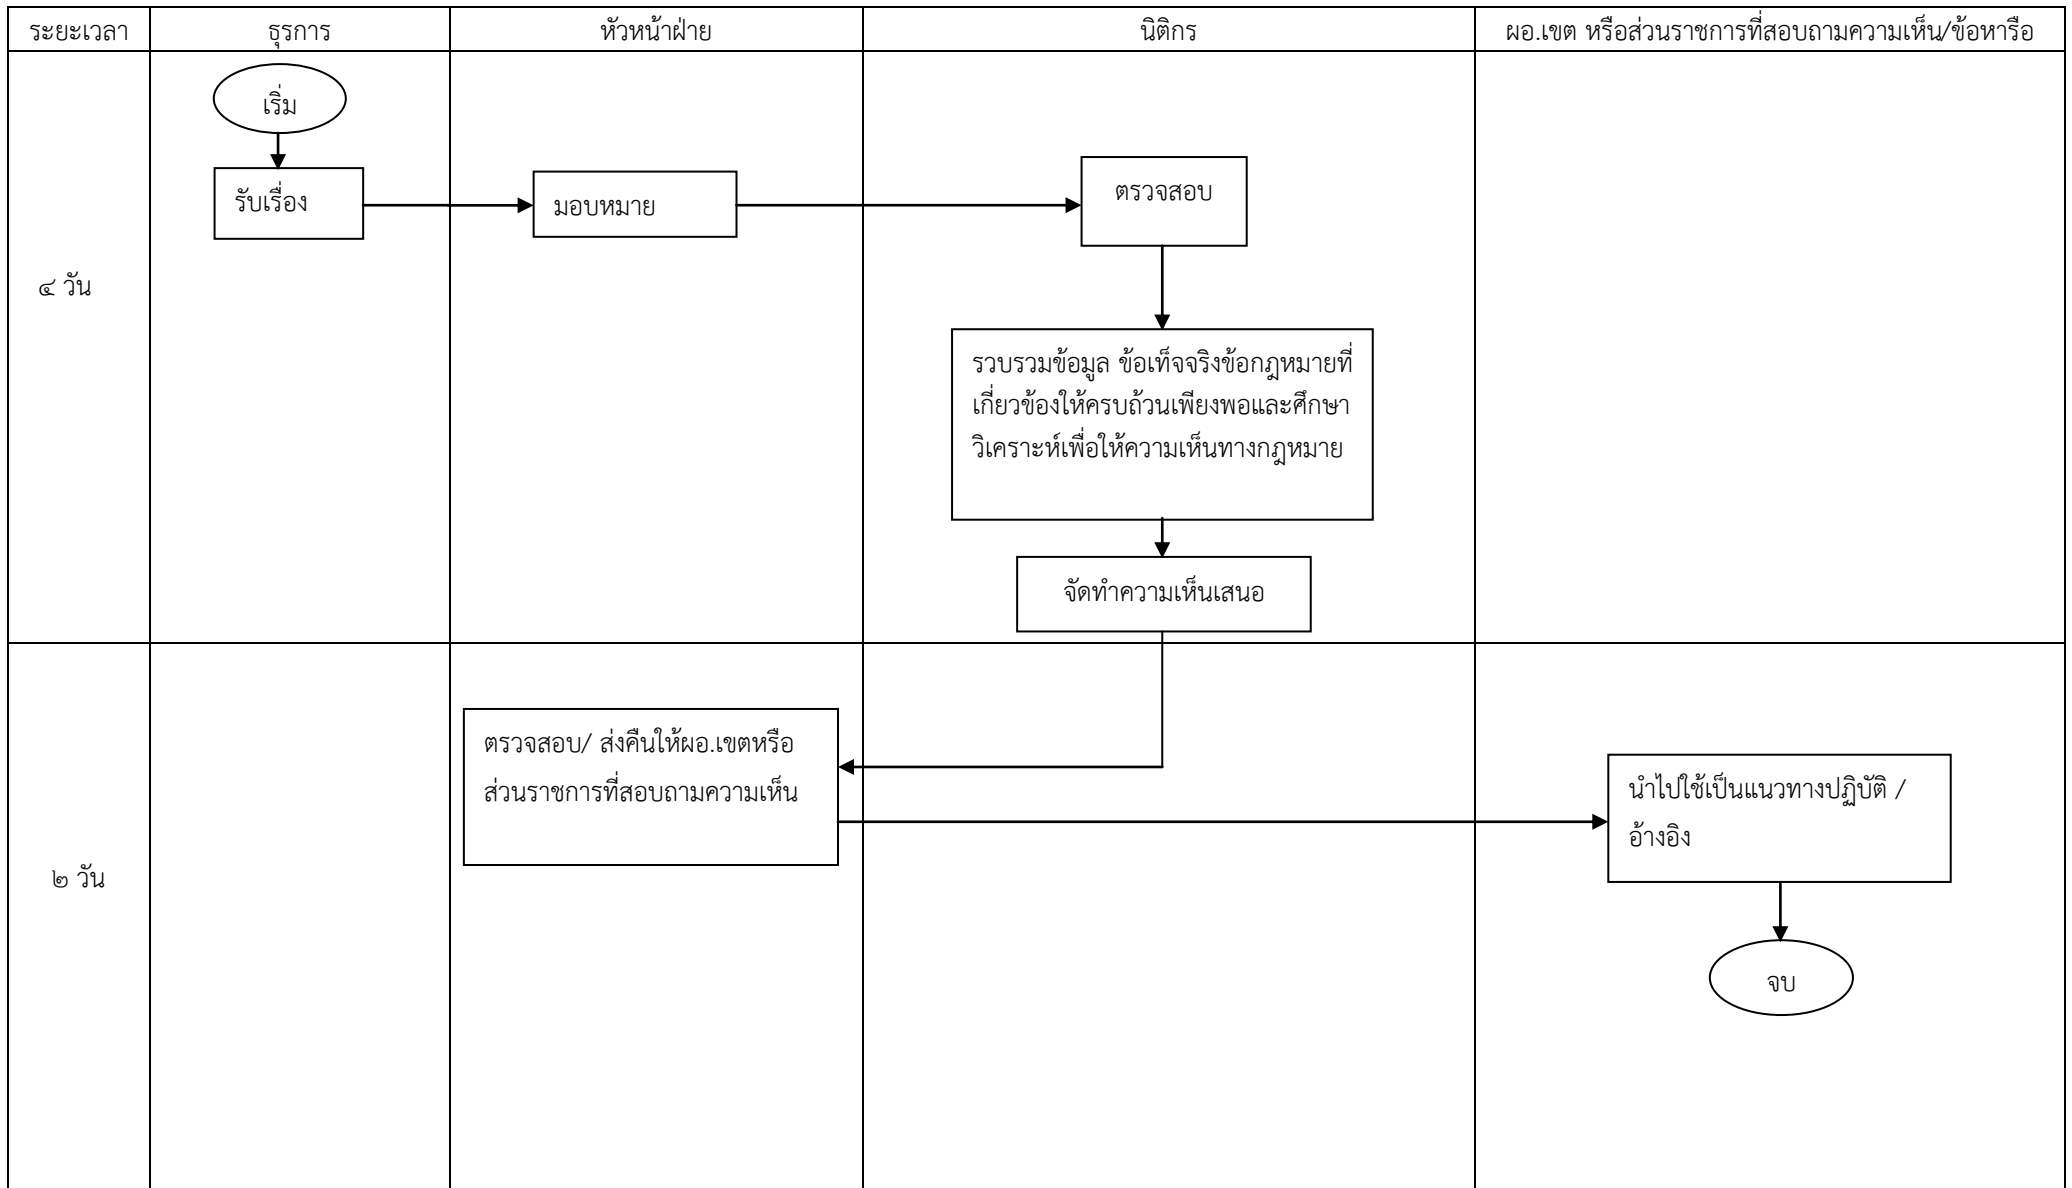 ระยะเวลา
ธุรการ
หัวหน้าฝ่าย
นิติกร
ผอ.เขต หรือส่วนราชการที่สอบถามความเห็น/ข้อหารือ
เริ่ม
รับเรื่อง
มอบหมาย
ตรวจสอบ
๔ วัน
รวบรวมข้อมูล ข้อเท็จจริงข้อกฎหมายที่
เกี่ยวข้องให้ครบถ้วนเพียงพอและศึกษา
วิเคราะห์เพื่อให้ความเห็นทางกฎหมาย
จัดทำความเห็นเสนอ
๒ วัน
ตรวจสอบ/ ส่งคืนให้ผอ.เขตหรือ
ส่วนราชการที่สอบถามความเห็น
นำไปใช้เป็นแนวทางปฏิบัติ /
อ้างอิง
จบ